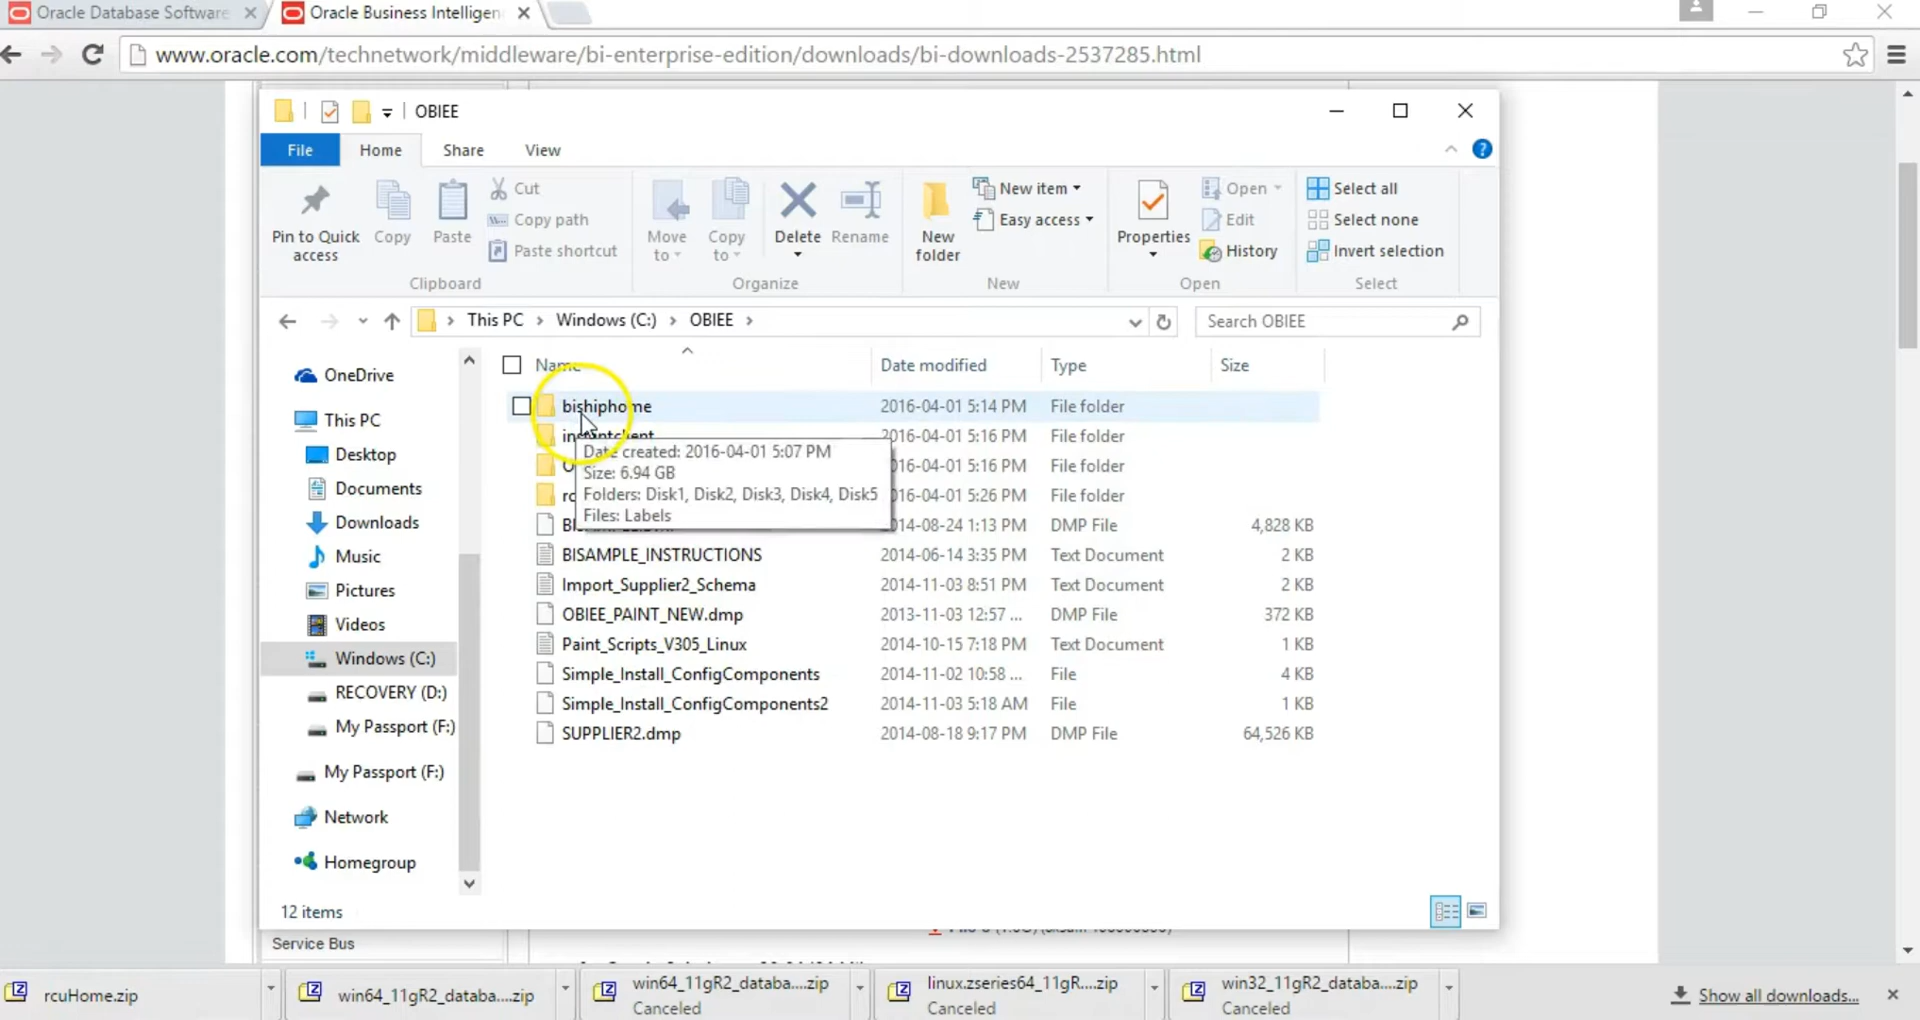 Oracle Database Software
Oracle Business Intelligen
www.oracle.com/technetwork/middleware/bi-enterprise-edition/downloads/bi-downloads-2537285.html
OBIEE
File Home Share View
Pin to Quick access
Copy
Paste
Cut
Copy path
Paste shortcut
Clipboard
Move to
Copy to
Delete
Rename
Organize
New folder
New item
Easy access
New
Properties
Open
Edit
History
Open
Select all
Select none
Invert selection
Select
This PC > Windows (C:) > OBIEE >
Search OBIEE
OneDrive
This PC
Desktop
Documents
Downloads
Music
Pictures
Videos
Windows (C:)
RECOVERY (D:)
My Passport (F:)
My Passport (F:)
Network
Homegroup
Name Date modified Type Size
bishiphome 2016-04-01 5:14 PM File folder
instantclient 2016-04-01 5:16 PM File folder
2016-04-01 5:16 PM File folder
2016-04-01 5:26 PM File folder
2014-08-24 1:13 PM DMP File 4,828 KB
BISAMPLE_INSTRUCTIONS 2014-06-14 3:35 PM Text Document 2 KB
Import_Supplier2_Schema 2014-11-03 8:51 PM Text Document 2 KB
OBIEE_PAINT_NEW.dmp 2013-11-03 12:57 ... DMP File 372 KB
Paint_Scripts_V305_Linux 2014-10-15 7:18 PM Text Document 1 KB
Simple_Install_ConfigComponents 2014-11-02 10:58 ... File 4 KB
Simple_Install_ConfigComponents2 2014-11-03 5:18 AM File 1 KB
SUPPLIER2.dmp 2014-08-18 9:17 PM DMP File 64,526 KB
Date created: 2016-04-01 5:07 PM
Size: 6.94 GB
Folders: Disk1, Disk2, Disk3, Disk4, Disk5
Files: Labels
12 items
Service Bus
rcuHome.zip
win64_11gR2_databa....zip
win64_11gR2_databa....zip
Canceled
linux.zseries64_11gR....zip
Canceled
win32_11gR2_databa....zip
Canceled
Show all downloads...